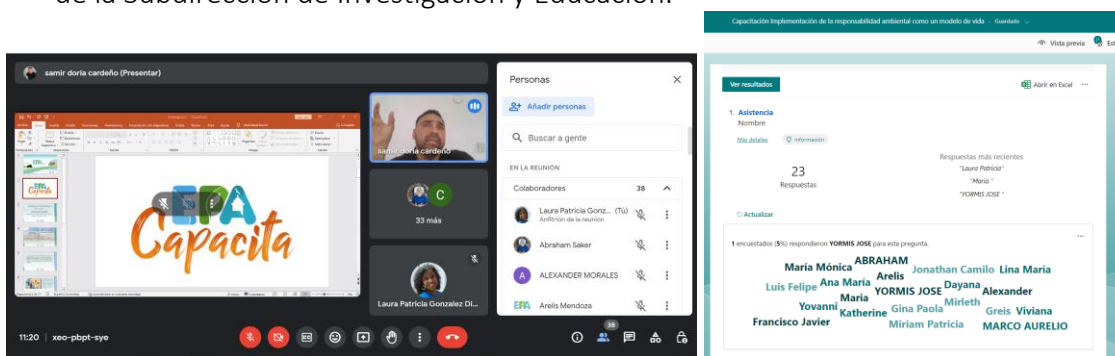 de la Subdirección de Investigación y Educación.
samir doria cardeño (Presentar)
EPA
Capacita
samir doria cardeño
C
33 más
Laura Patricia Gonzalez Di...
Personas
Añadir personas
Buscar a gente
EN LA REUNIÓN
Colaboradores 38
Laura Patricia Gonz... (Tú)
Anfitrión de la reunión
Abraham Saker
A ALEXANDER MORALES
EPA Arelis Mendoza
11:20 | xeo-pbpt-sye
38
Capacitación Implementación de la responsabilidad ambiental como un modelo de vida - Guardado
Vista previa
Ver resultados
Abrir en Excel
1. Asistencia
Nombre
Más detalles
Información
23
Respuestas
Respuestas más recientes
"Laura Patricia"
"María "
"YORMIS JOSE "
Actualizar
1 encuestados (5%) respondieron YORMIS JOSE para esta pregunta.
ABRAHAM
María Mónica Arelis Jonathan Camilo Lina María
Luis Felipe Ana María YORMIS JOSE Dayana Alexander
Yovanni Maria Katherine Gina Paola Mirleth Greis Viviana
Francisco Javier Miriam Patricia MARCO AURELIO